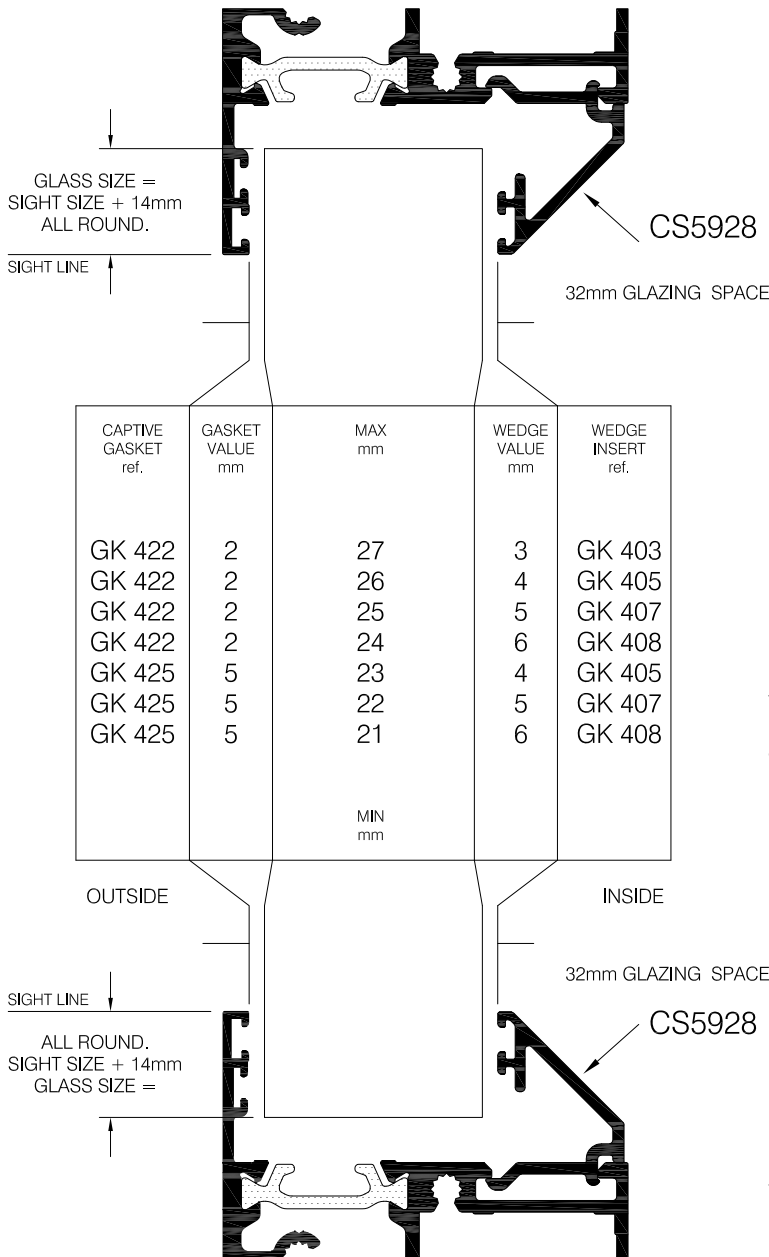 GLASS SIZE =
SIGHT SIZE + 14mm
ALL ROUND.
SIGHT LINE
CS5928
32mm GLAZING SPACE
CAPTIVE GASKET ref. GASKET VALUE mm MAX mm WEDGE VALUE mm WEDGE INSERT ref.
GK 422 2 27 3 GK 403
GK 422 2 26 4 GK 405
GK 422 2 25 5 GK 407
GK 422 2 24 6 GK 408
GK 425 5 23 4 GK 405
GK 425 5 22 5 GK 407
GK 425 5 21 6 GK 408
MIN
mm
OUTSIDE INSIDE
32mm GLAZING SPACE
SIGHT LINE
CS5928
ALL ROUND.
SIGHT SIZE + 14mm
GLASS SIZE =